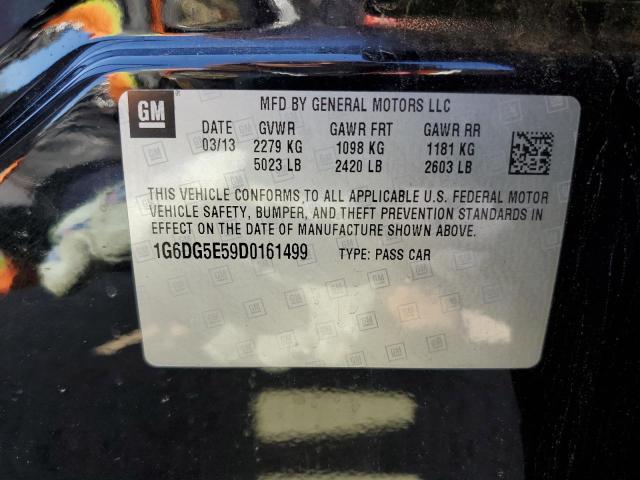 GM
MFD BY GENERAL MOTORS LLC
DATE GVWR GAWR FRT GAWR RR
03/13 2279 KG 1098 KG 1181 KG
5023 LB 2420 LB 2603 LB
THIS VEHICLE CONFORMS TO ALL APPLICABLE U.S. FEDERAL MOTOR
VEHICLE SAFETY, BUMPER, AND THEFT PREVENTION STANDARDS IN
EFFECT ON THE DATE OF MANUFACTURE SHOWN ABOVE.
1G6DG5E59D0161499 TYPE: PASS CAR